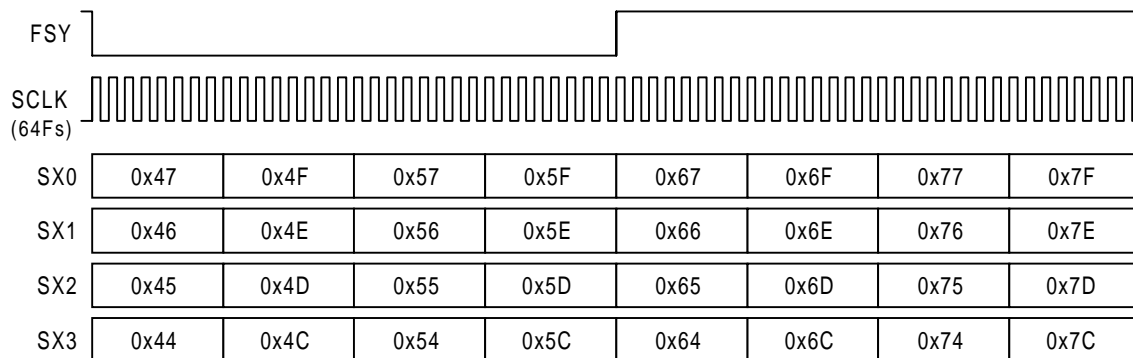 FSY
SCLK
(64Fs)
SX0 0x47 0x4F 0x57 0x5F 0x67 0x6F 0x77 0x7F
SX1 0x46 0x4E 0x56 0x5E 0x66 0x6E 0x76 0x7E
SX2 0x45 0x4D 0x55 0x5D 0x65 0x6D 0x75 0x7D
SX3 0x44 0x4C 0x54 0x5C 0x64 0x6C 0x74 0x7C